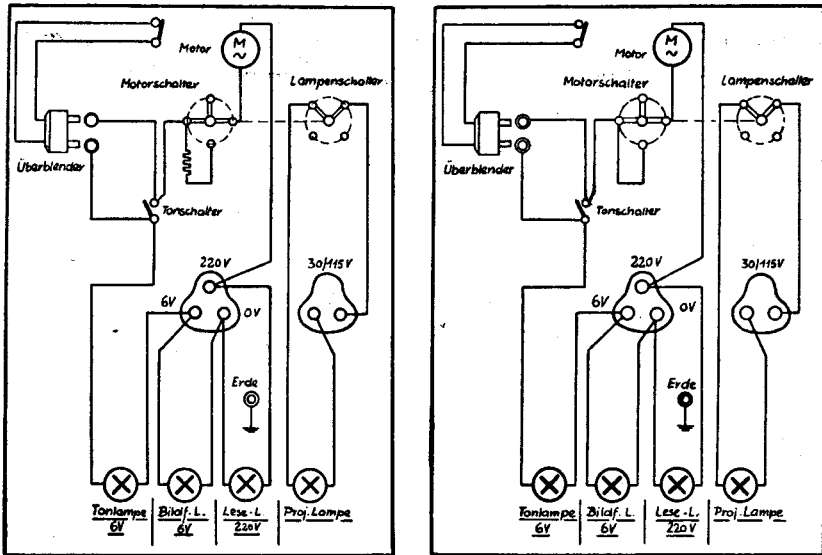 Motor
M
~
Motorschalter
Lampenschalter
Überblender
Tonschalter
220V
30/115V
6V
0V
Erde
Tonlampe
6V
Bildf. L.
6V
Lese-L.
220V
Proj. Lampe
Motor
M
~
Motorschalter
Lampenschalter
Überblender
Tonschalter
220V
30/115V
6V
0V
Erde
Tonlampe
6V
Bildf. L.
6V
Lese-L.
220V
Proj. Lampe